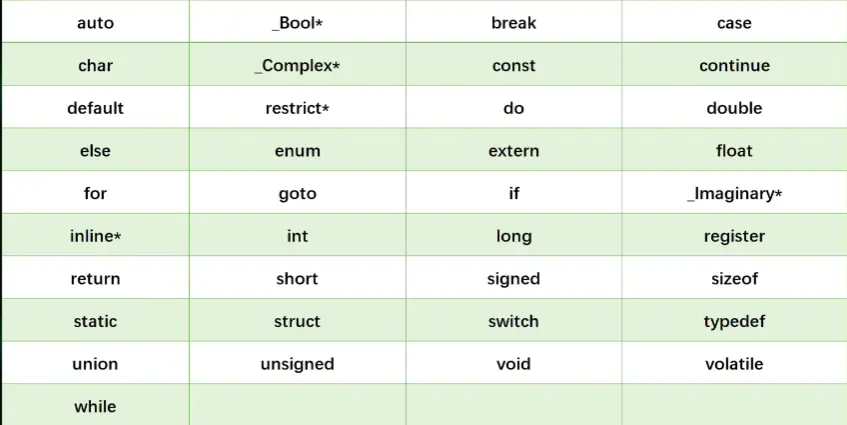 auto _Bool* break case
char _Complex* const continue
default restrict* do double
else enum extern float
for goto if _Imaginary*
inline* int long register
return short signed sizeof
static struct switch typedef
union unsigned void volatile
while